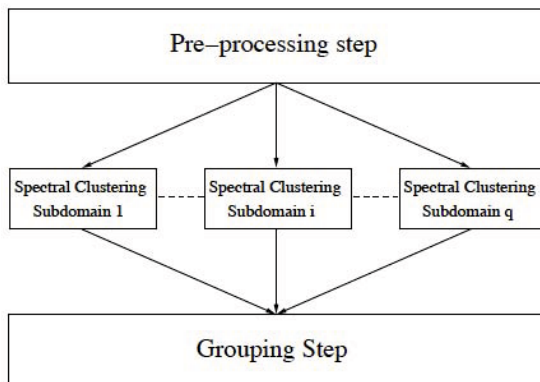 Pre–processing step
Spectral Clustering
Subdomain 1
Spectral Clustering
Subdomain i
Spectral Clustering
Subdomain q
Grouping Step